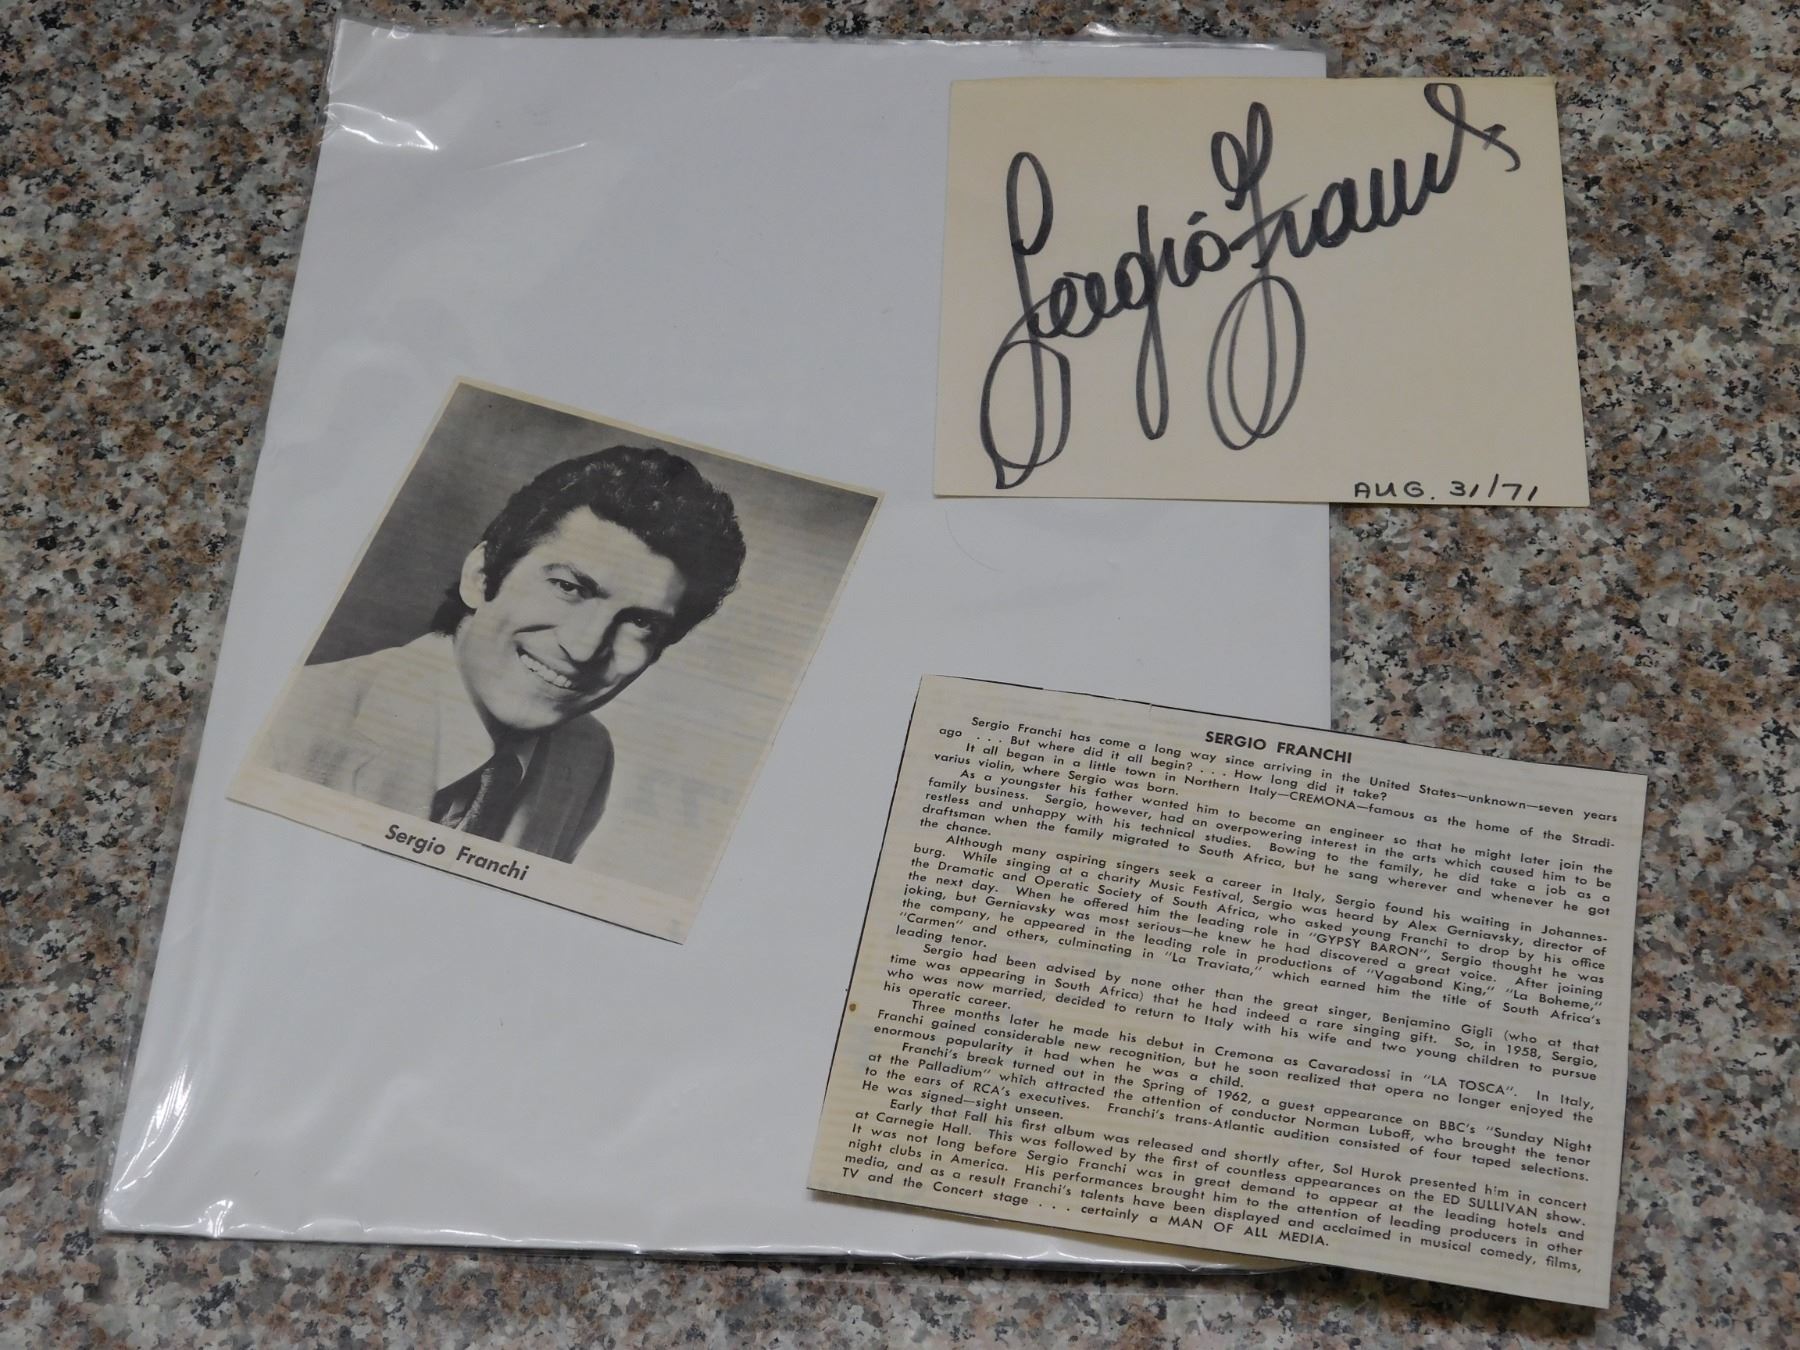 Sergio Franchi
AUG. 31/71
Sergio Franchi
SERGIO FRANCHI
Sergio Franchi has come a long way since arriving in the United States—unknown—seven years
ago . . . But where did it all begin? . . . How long did it take?
It all began in a little town in Northern Italy—CREMONA—famous as the home of the Stradi-
varius violin, where Sergio was born.
As a youngster his father wanted him to become an engineer so that he might later join the
family business. Sergio, however, had an overpowering interest in the arts which caused him to be
restless and unhappy with his technical studies. Bowing to the family, he did take a job as a
draftsman when the family migrated to South Africa, but he sang wherever and whenever he got
the chance.
Although many aspiring singers seek a career in Italy, Sergio found his waiting in Johannes-
burg. While singing at a charity Music Festival, Sergio was heard by Alex Gerniavsky, director of
the Dramatic and Operatic Society of South Africa, who asked young Franchi to drop by his office
the next day. When he offered him the leading role in "GYPSY BARON", Sergio thought he was
joking, but Gerniavsky was most serious—he knew he had discovered a great voice. After joining
the company, he appeared in the leading role in productions of "Vagabond King," "La Boheme,"
"Carmen" and others, culminating in "La Traviata," which earned him the title of South Africa's
leading tenor.
Sergio had been advised by none other than the great singer, Benjamino Gigli (who at that
time was appearing in South Africa) that he had indeed a rare singing gift. So, in 1958, Sergio,
who was now married, decided to return to Italy with his wife and two young children to pursue
his operatic career.
Three months later he made his debut in Cremona as Cavaradossi in "LA TOSCA". In Italy,
Franchi gained considerable new recognition, but he soon realized that opera no longer enjoyed the
enormous popularity it had when he was a child.
Franchi's break turned out in the Spring of 1962, a guest appearance on BBC's "Sunday Night
at the Palladium" which attracted the attention of conductor Norman Luboff, who brought the tenor
to the ears of RCA's executives. Franchi's trans-Atlantic audition consisted of four taped selections.
He was signed—sight unseen.
Early that Fall his first album was released and shortly after, Sol Hurok presented him in concert
at Carnegie Hall. This was followed by the first of countless appearances on the ED SULLIVAN show.
It was not long before Sergio Franchi was in great demand to appear at the leading hotels and
night clubs in America. His performances brought him to the attention of leading producers in other
media, and as a result Franchi's talents have been displayed and acclaimed in musical comedy, films,
TV and the Concert stage . . . certainly a MAN OF ALL MEDIA.